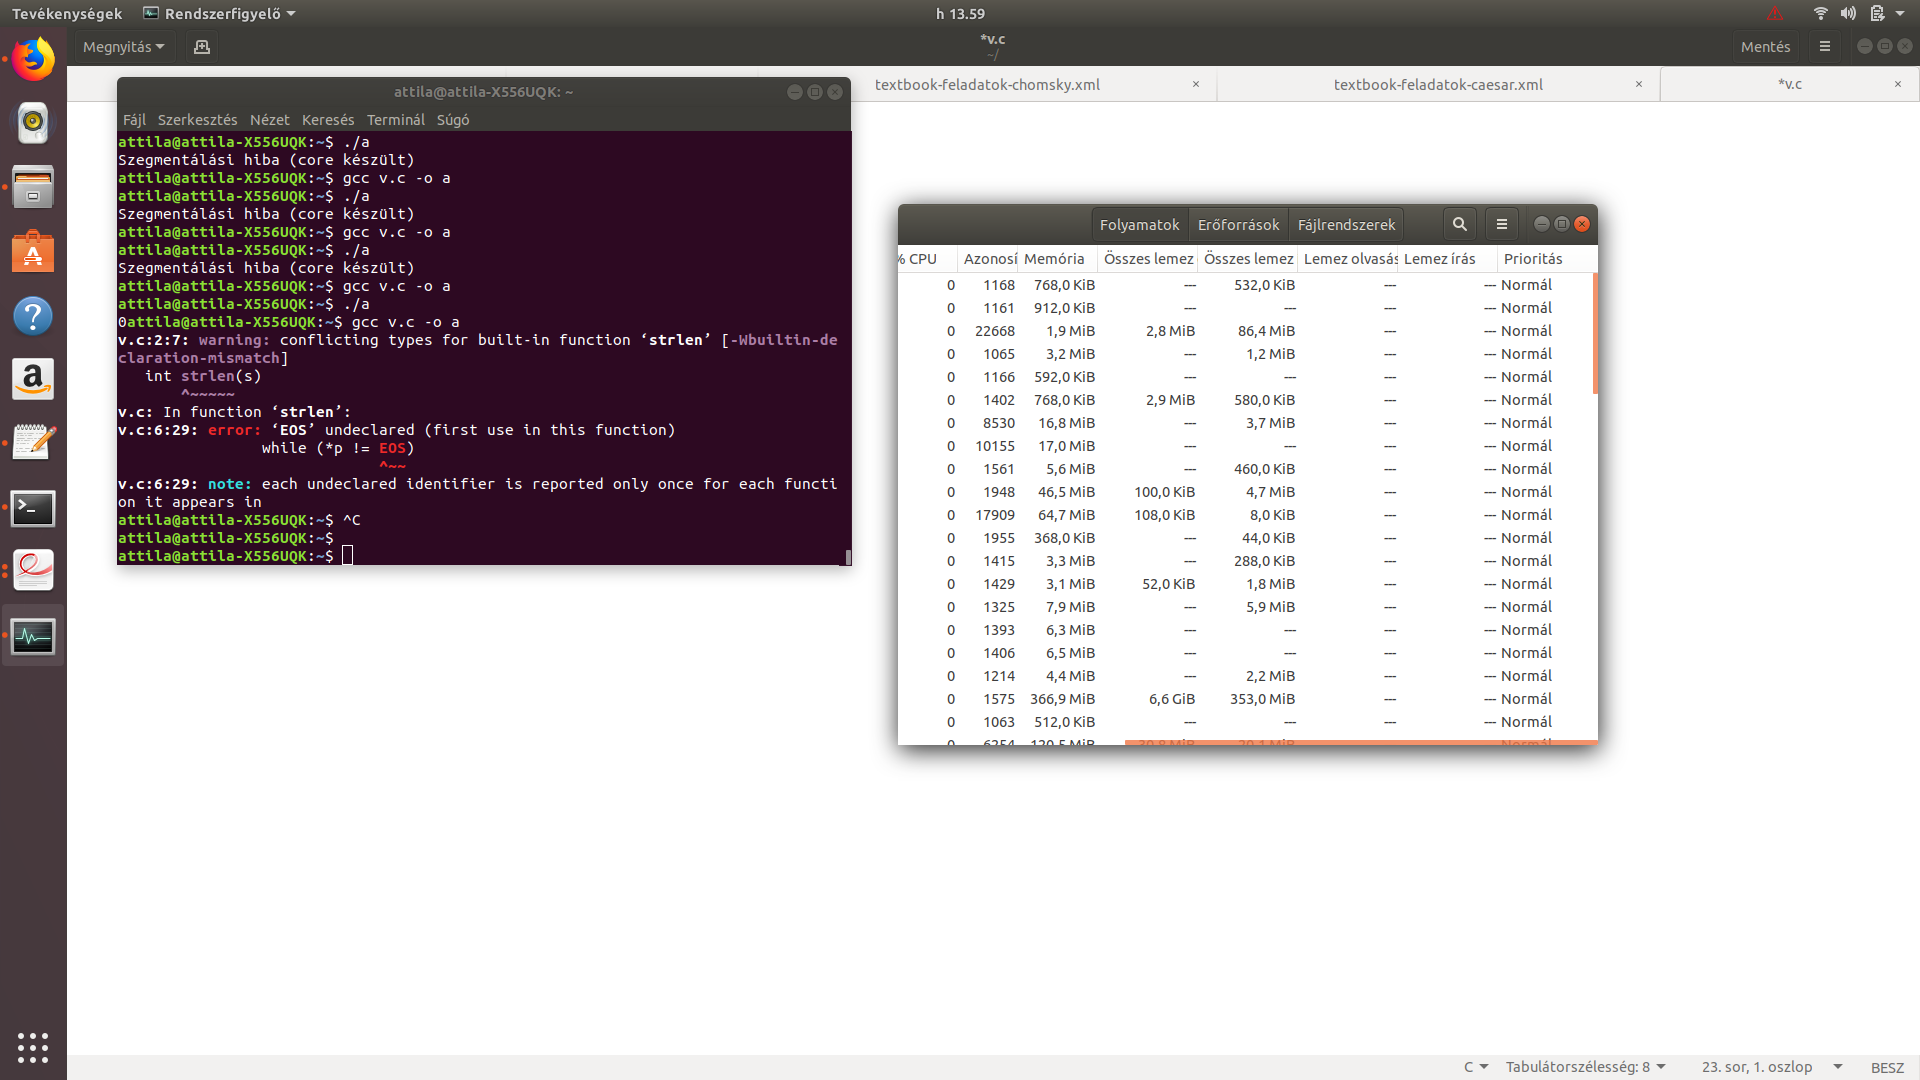 Tevékenységek Rendszerfigyelő h 13.59
Megnyitás *v.c Mentés
~/
textbook-feladatok-chomsky.xml × textbook-feladatok-caesar.xml × *v.c ×
attila@attila-X556UQK: ~
Fájl Szerkesztés Nézet Keresés Terminál Súgó
attila@attila-X556UQK:~$ ./a
Szegmentálási hiba (core készült)
attila@attila-X556UQK:~$ gcc v.c -o a
attila@attila-X556UQK:~$ ./a
Szegmentálási hiba (core készült)
attila@attila-X556UQK:~$ gcc v.c -o a
attila@attila-X556UQK:~$ ./a
Szegmentálási hiba (core készült)
attila@attila-X556UQK:~$ gcc v.c -o a
attila@attila-X556UQK:~$ ./a
0attila@attila-X556UQK:~$ gcc v.c -o a
v.c:2:7: warning: conflicting types for built-in function ‘strlen’ [-Wbuiltin-de
claration-mismatch]
int strlen(s)
^~~~~~
v.c: In function ‘strlen’:
v.c:6:29: error: ‘EOS’ undeclared (first use in this function)
while (*p != EOS)
^~~
v.c:6:29: note: each undeclared identifier is reported only once for each functi
on it appears in
attila@attila-X556UQK:~$ ^C
attila@attila-X556UQK:~$
attila@attila-X556UQK:~$
Folyamatok Erőforrások Fájlrendszerek
% CPU Azonosí Memória Összes lemez Összes lemez Lemez olvasás Lemez írás Prioritás
0 1168 768,0 KiB --- 532,0 KiB --- --- Normál
0 1161 912,0 KiB --- --- --- --- Normál
0 22668 1,9 MiB 2,8 MiB 86,4 MiB --- --- Normál
0 1065 3,2 MiB --- 1,2 MiB --- --- Normál
0 1166 592,0 KiB --- --- --- --- Normál
0 1402 768,0 KiB 2,9 MiB 580,0 KiB --- --- Normál
0 8530 16,8 MiB --- 3,7 MiB --- --- Normál
0 10155 17,0 MiB --- --- --- --- Normál
0 1561 5,6 MiB --- 460,0 KiB --- --- Normál
0 1948 46,5 MiB 100,0 KiB 4,7 MiB --- --- Normál
0 17909 64,7 MiB 108,0 KiB 8,0 KiB --- --- Normál
0 1955 368,0 KiB --- 44,0 KiB --- --- Normál
0 1415 3,3 MiB --- 288,0 KiB --- --- Normál
0 1429 3,1 MiB 52,0 KiB 1,8 MiB --- --- Normál
0 1325 7,9 MiB --- 5,9 MiB --- --- Normál
0 1393 6,3 MiB --- --- --- --- Normál
0 1406 6,5 MiB --- --- --- --- Normál
0 1214 4,4 MiB --- 2,2 MiB --- --- Normál
0 1575 366,9 MiB 6,6 GiB 353,0 MiB --- --- Normál
0 1063 512,0 KiB --- --- --- --- Normál
0 6254 120,5 MiB 30,8 MiB 20,1 MiB Normál
C Tabulátorszélesség: 8 23. sor, 1. oszlop BESZ